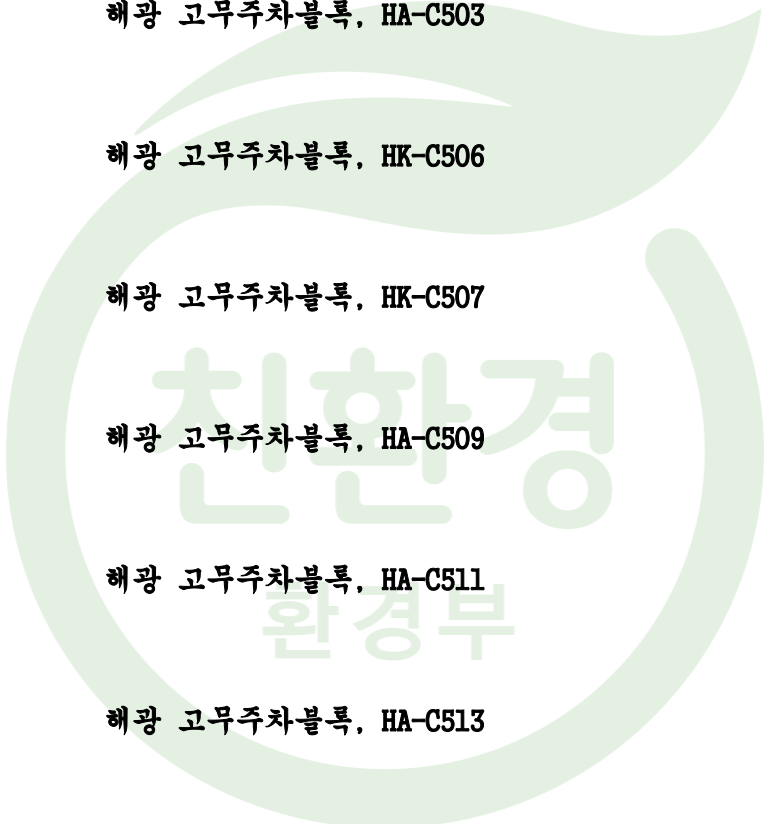 해광 고무주차블록, HA-C503
해광 고무주차블록, HK-C506
해광 고무주차블록, HK-C507
해광 고무주차블록, HA-C509
해광 고무주차블록, HA-C511
해광 고무주차블록, HA-C513
친환경
환경부